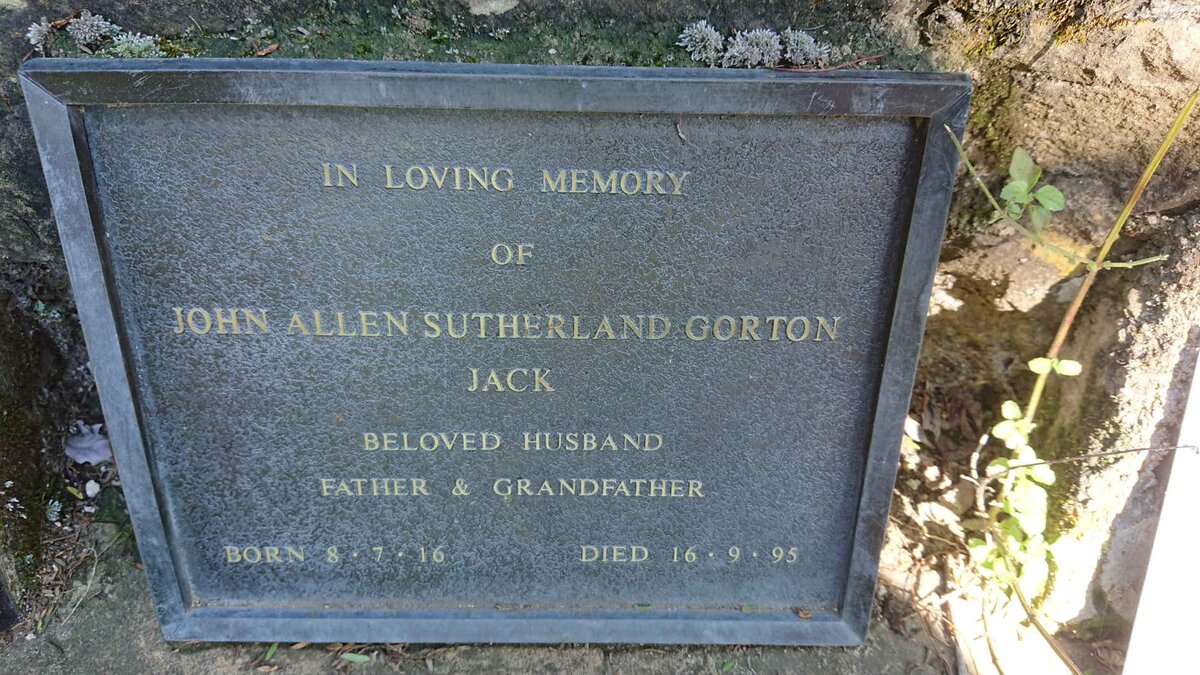 IN LOVING MEMORY
OF
JOHN ALLEN SUTHERLAND GORTON
JACK
BELOVED HUSBAND
FATHER & GRANDFATHER
BORN 8·7·16 DIED 16·9·95